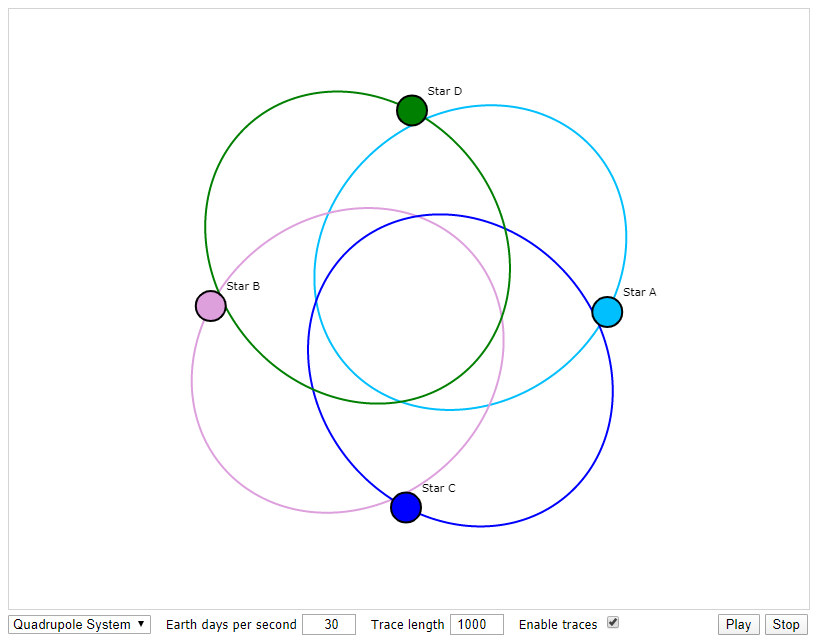 Star D
Star B
Star A
Star C
Quadrupole System Earth days per second 30 Trace length 1000 Enable traces Play Stop